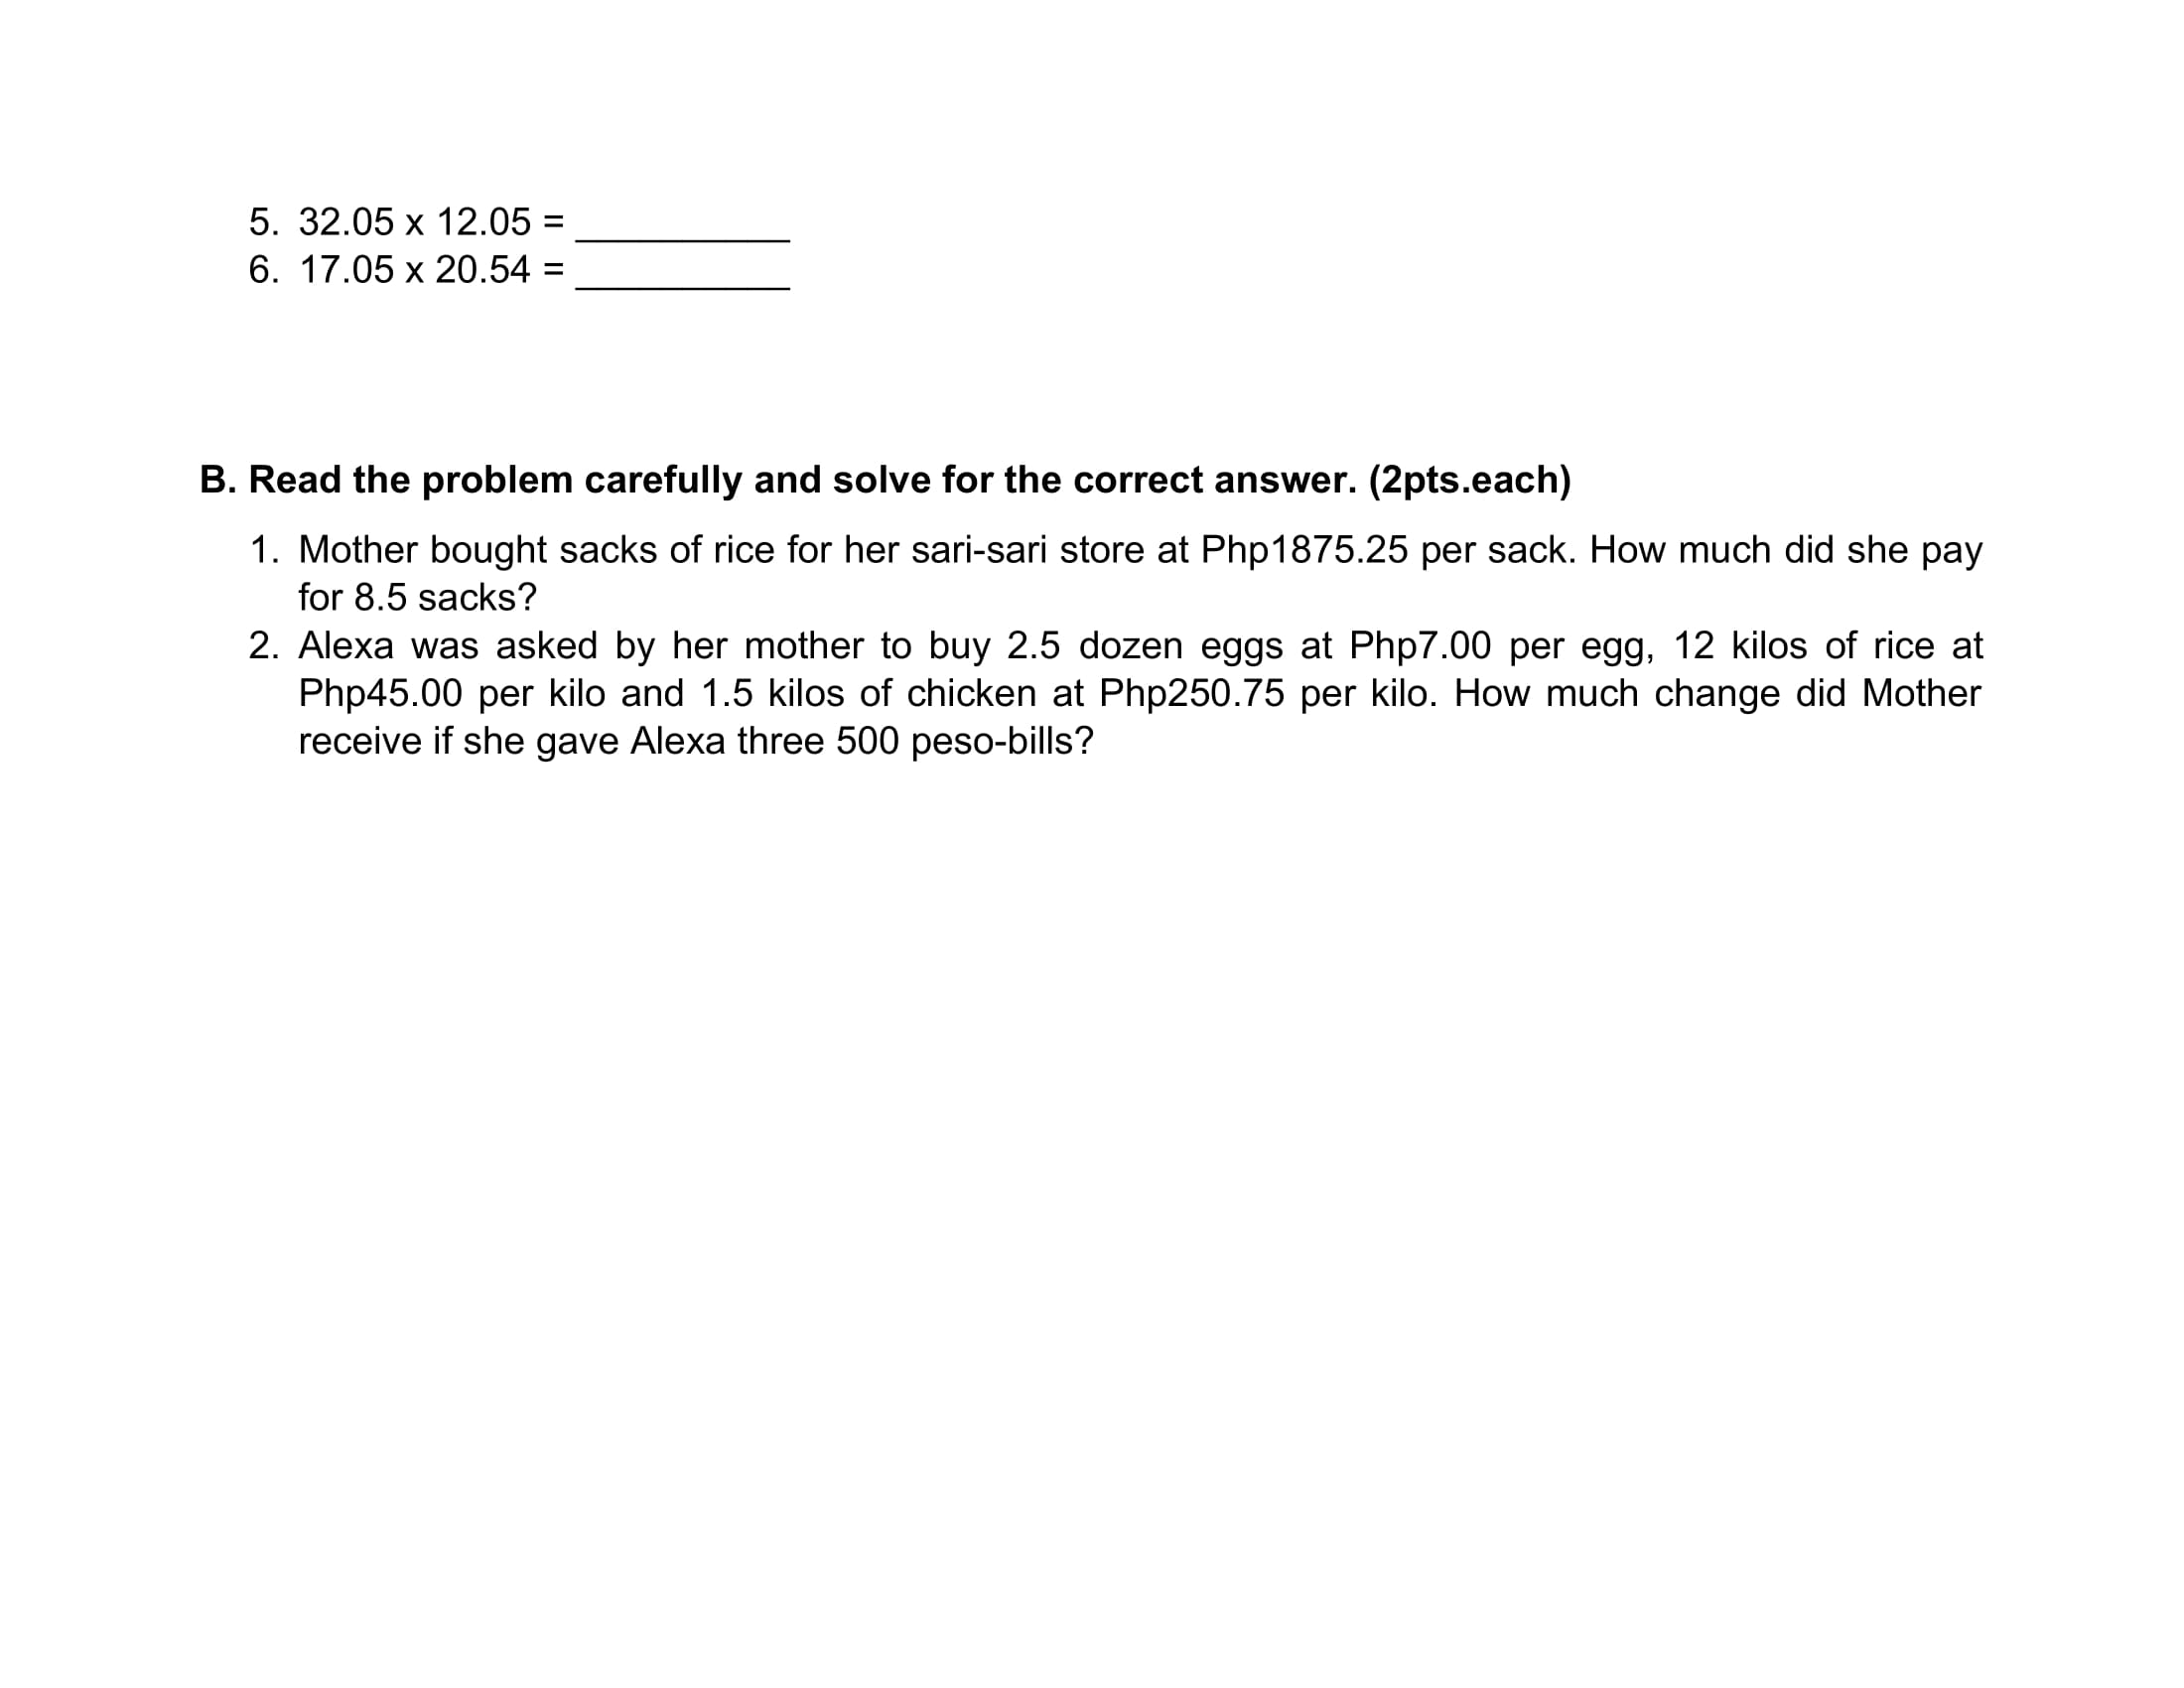 5. 32.05 x 12.05 = ___________
6. 17.05 x 20.54 = ___________
B. Read the problem carefully and solve for the correct answer. (2pts.each)
1. Mother bought sacks of rice for her sari-sari store at Php1875.25 per sack. How much did she pay
for 8.5 sacks?
2. Alexa was asked by her mother to buy 2.5 dozen eggs at Php7.00 per egg, 12 kilos of rice at
Php45.00 per kilo and 1.5 kilos of chicken at Php250.75 per kilo. How much change did Mother
receive if she gave Alexa three 500 peso-bills?